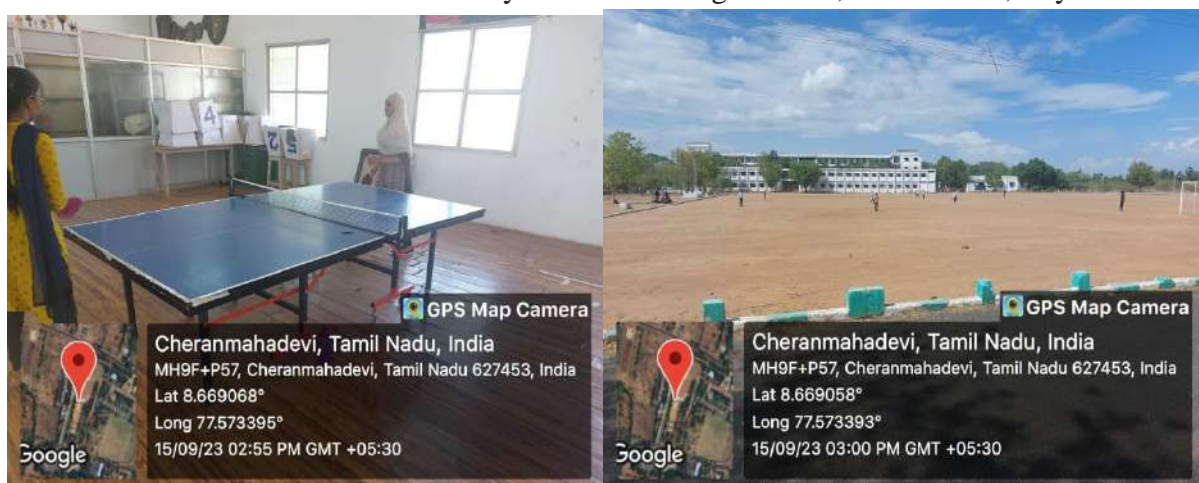 4
2
5
GPS Map Camera
Cheranmahadevi, Tamil Nadu, India
MH9F+P57, Cheranmahadevi, Tamil Nadu 627453, India
Lat 8.669068°
Long 77.573395°
15/09/23 02:55 PM GMT +05:30
Google
GPS Map Camera
Cheranmahadevi, Tamil Nadu, India
MH9F+P57, Cheranmahadevi, Tamil Nadu 627453, India
Lat 8.669058°
Long 77.573393°
15/09/23 03:00 PM GMT +05:30
Google